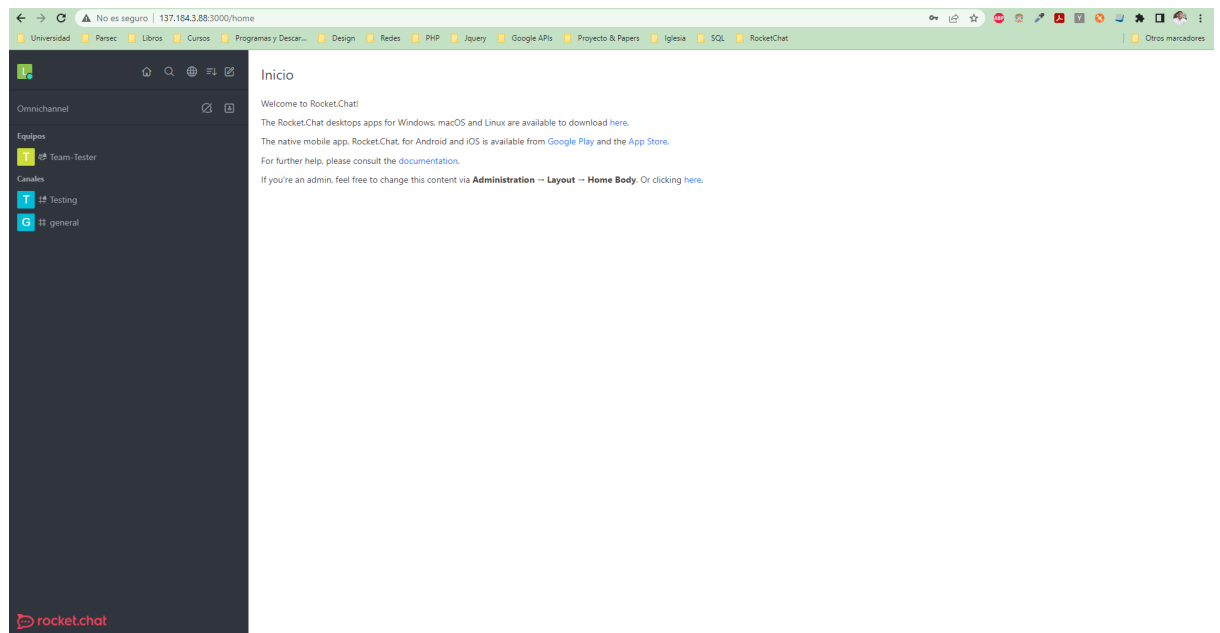 No es seguro | 137.184.3.88:3000/home
Universidad Parsec Libros Cursos Programas y Descar... Design Redes PHP Jquery Google APIs Proyecto & Papers Iglesia SQL RocketChat Otros marcadores
L
Omnichannel
Equipos
T Team-Tester
Canales
T Testing
G general
rocket.chat
Inicio
Welcome to Rocket.Chat!
The Rocket.Chat desktops apps for Windows, macOS and Linux are available to download here.
The native mobile app, Rocket.Chat, for Android and iOS is available from Google Play and the App Store.
For further help, please consult the documentation.
If you're an admin, feel free to change this content via Administration → Layout → Home Body. Or clicking here.